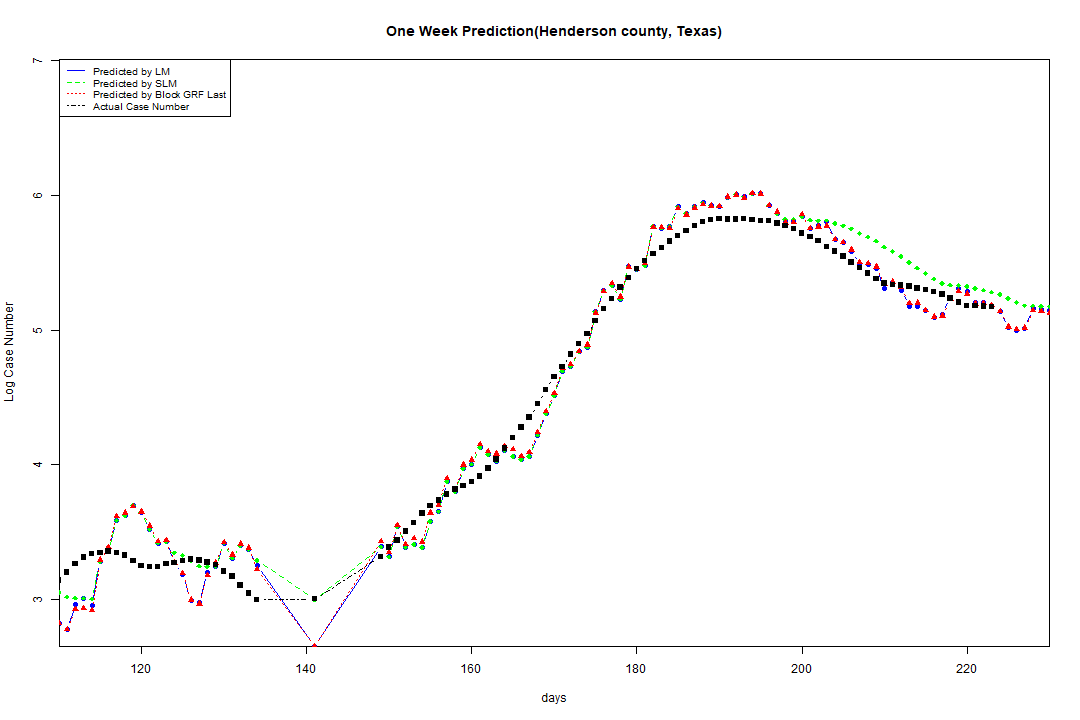 One Week Prediction(Henderson county, Texas)
Predicted by LM
Predicted by SLM
Predicted by Block GRF Last
Actual Case Number
7
6
5
4
3
Log Case Number
120 140 160 180 200 220
days